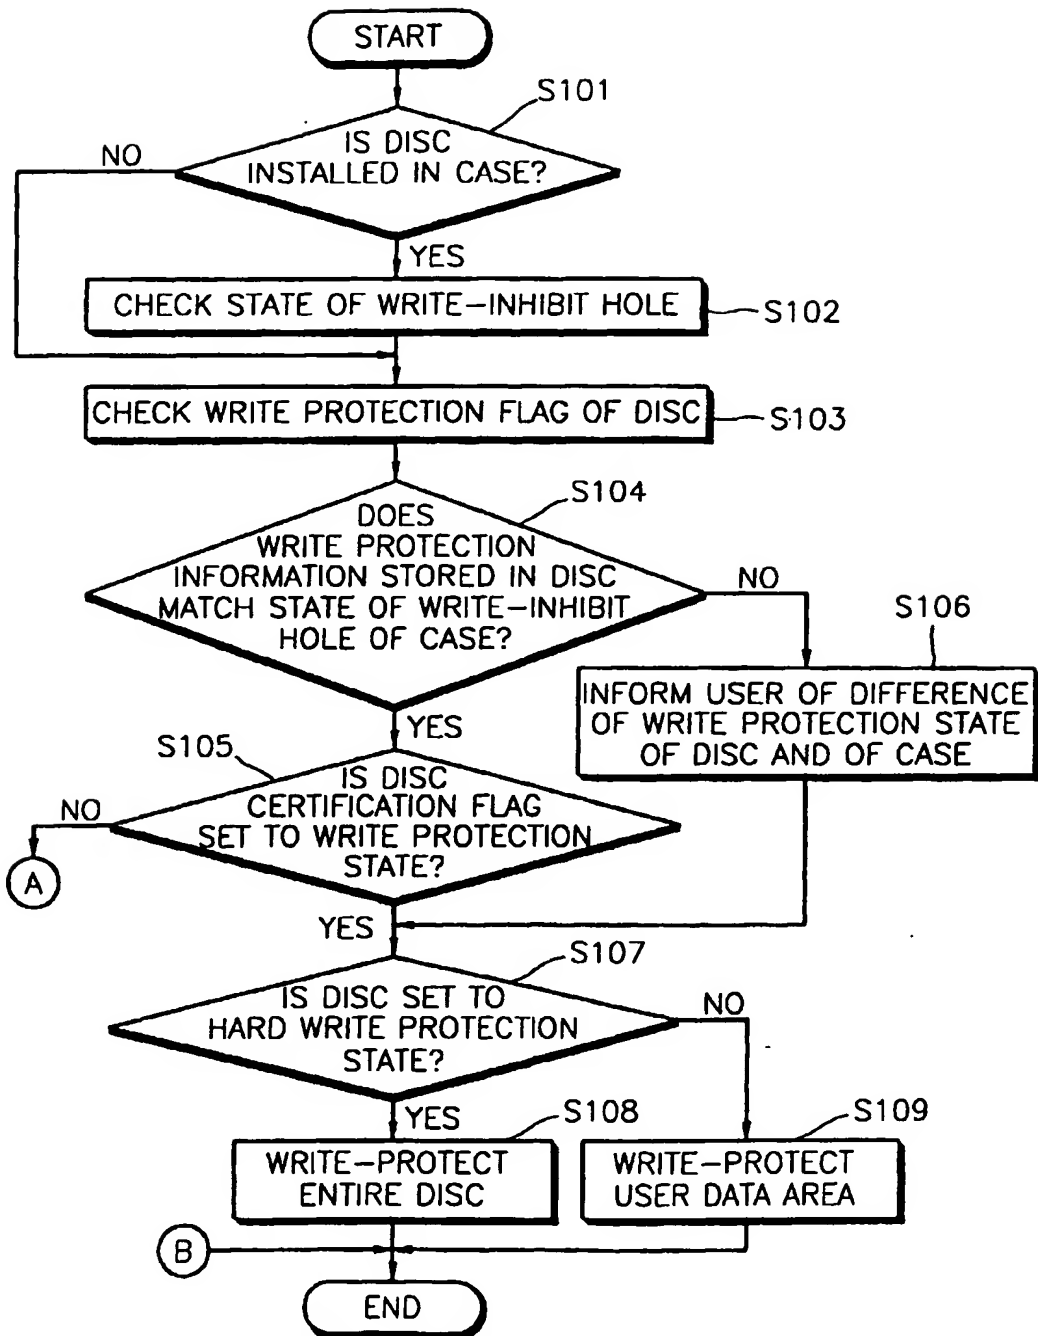 START
S101
IS DISC
INSTALLED IN CASE?
NO
YES
CHECK STATE OF WRITE-INHIBIT HOLE
S102
CHECK WRITE PROTECTION FLAG OF DISC
S103
S104
DOES
WRITE PROTECTION
INFORMATION STORED IN DISC
MATCH STATE OF WRITE-INHIBIT
HOLE OF CASE?
NO
S106
INFORM USER OF DIFFERENCE
OF WRITE PROTECTION STATE
OF DISC AND OF CASE
YES
S105
IS DISC
CERTIFICATION FLAG
SET TO WRITE PROTECTION
STATE?
NO
A
YES
S107
IS DISC SET TO
HARD WRITE PROTECTION
STATE?
NO
YES
S108
S109
WRITE-PROTECT
ENTIRE DISC
WRITE-PROTECT
USER DATA AREA
B
END